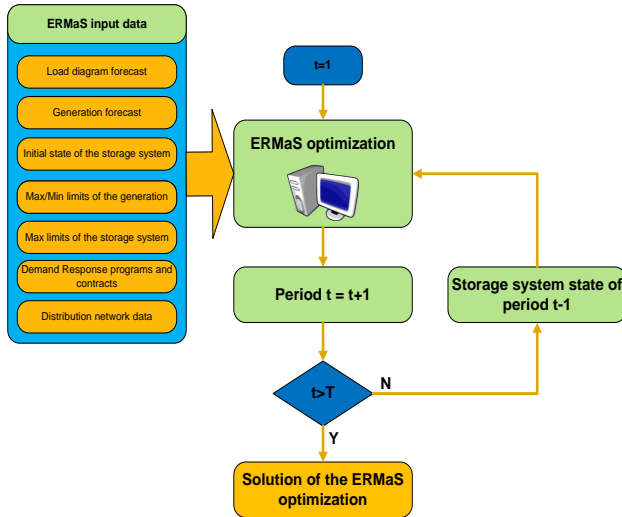 ERMaS input data
Load diagram forecast
Generation forecast
Initial state of the storage system
Max/Min limits of the generation
Max limits of the storage system
Demand Response programs and
contracts
Distribution network data
t=1
ERMaS optimization
Period t = t+1
Storage system state of
period t-1
t>T
N
Y
Solution of the ERMaS
optimization